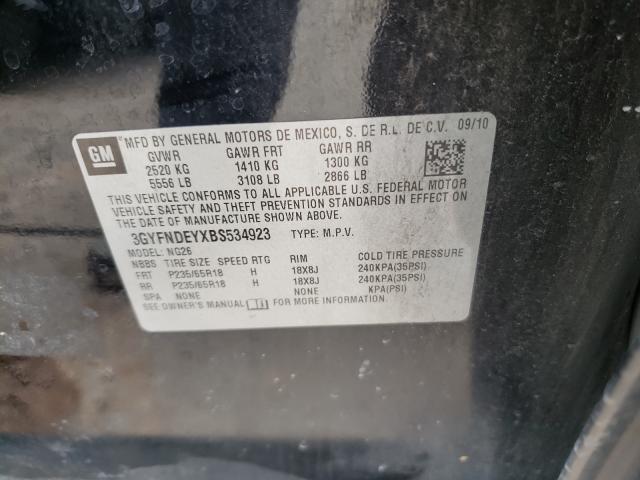 GM
MFD BY GENERAL MOTORS DE MEXICO, S. DE R.L. DE C.V. 09/10
GVWR GAWR FRT GAWR RR
2520 KG 1410 KG 1300 KG
5556 LB 3108 LB 2866 LB
THIS VEHICLE CONFORMS TO ALL APPLICABLE U.S. FEDERAL MOTOR
VEHICLE SAFETY AND THEFT PREVENTION STANDARDS IN EFFECT ON
THE DATE OF MANUFACTURE SHOWN ABOVE.
3GYFNDEYXBS534923 TYPE: M.P.V.
MODEL: NG26
NBBS TIRE SIZE SPEED RTG RIM COLD TIRE PRESSURE
FRT P235/65R18 H 18X8J 240KPA(35PSI)
RR P235/65R18 H 18X8J 240KPA(35PSI)
SPA NONE NONE KPA(PSI)
SEE OWNER'S MANUAL FOR MORE INFORMATION